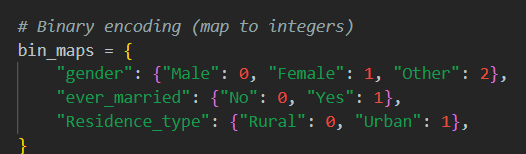 # Binary encoding (map to integers)
bin_maps = {
    "gender": {"Male": 0, "Female": 1, "Other": 2},
    "ever_married": {"No": 0, "Yes": 1},
    "Residence_type": {"Rural": 0, "Urban": 1},
}